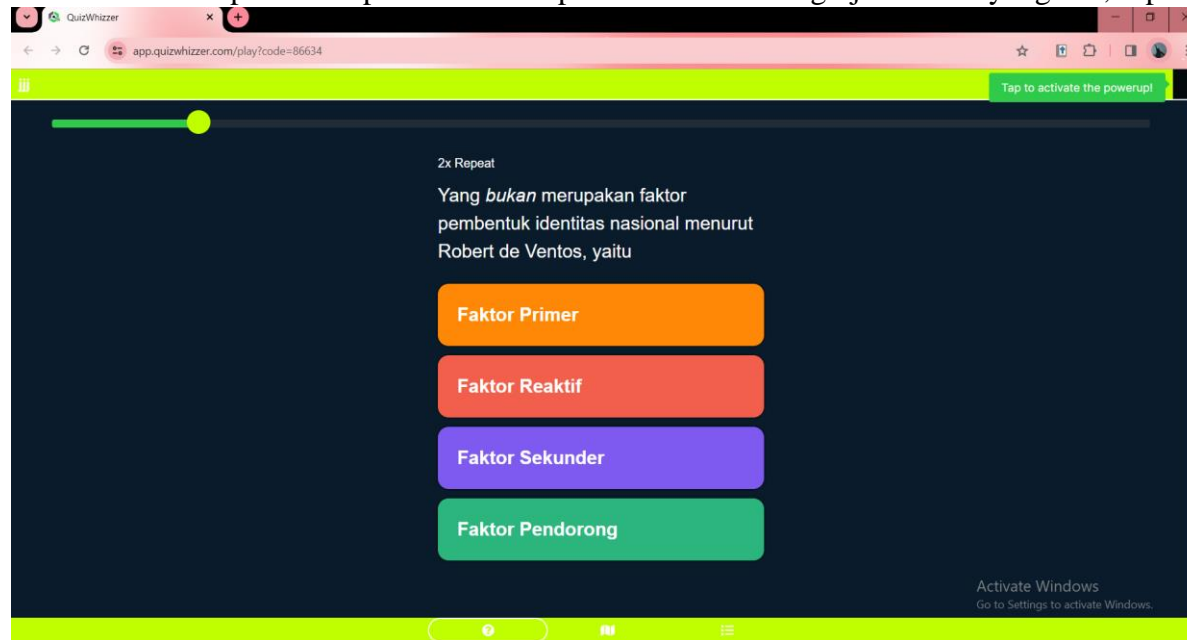 QuizWhizzer
app.quizwhizzer.com/play?code=86634
jjj
Tap to activate the powerup!
2x Repeat
Yang bukan merupakan faktor
pembentuk identitas nasional menurut
Robert de Ventos, yaitu
Faktor Primer
Faktor Reaktif
Faktor Sekunder
Faktor Pendorong
Activate Windows
Go to Settings to activate Windows.